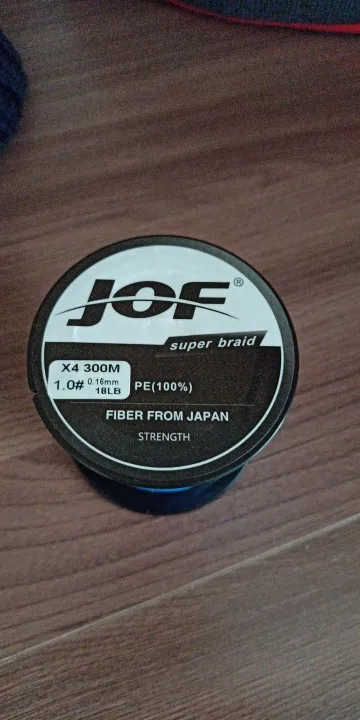 JOF®
super braid
X4 300M
1.0# 0.16mm
18LB
PE(100%)
FIBER FROM JAPAN
STRENGTH